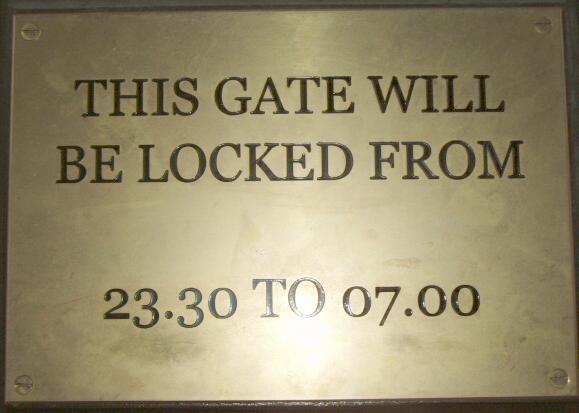 THIS GATE WILL
BE LOCKED FROM
23.30 TO 07.00